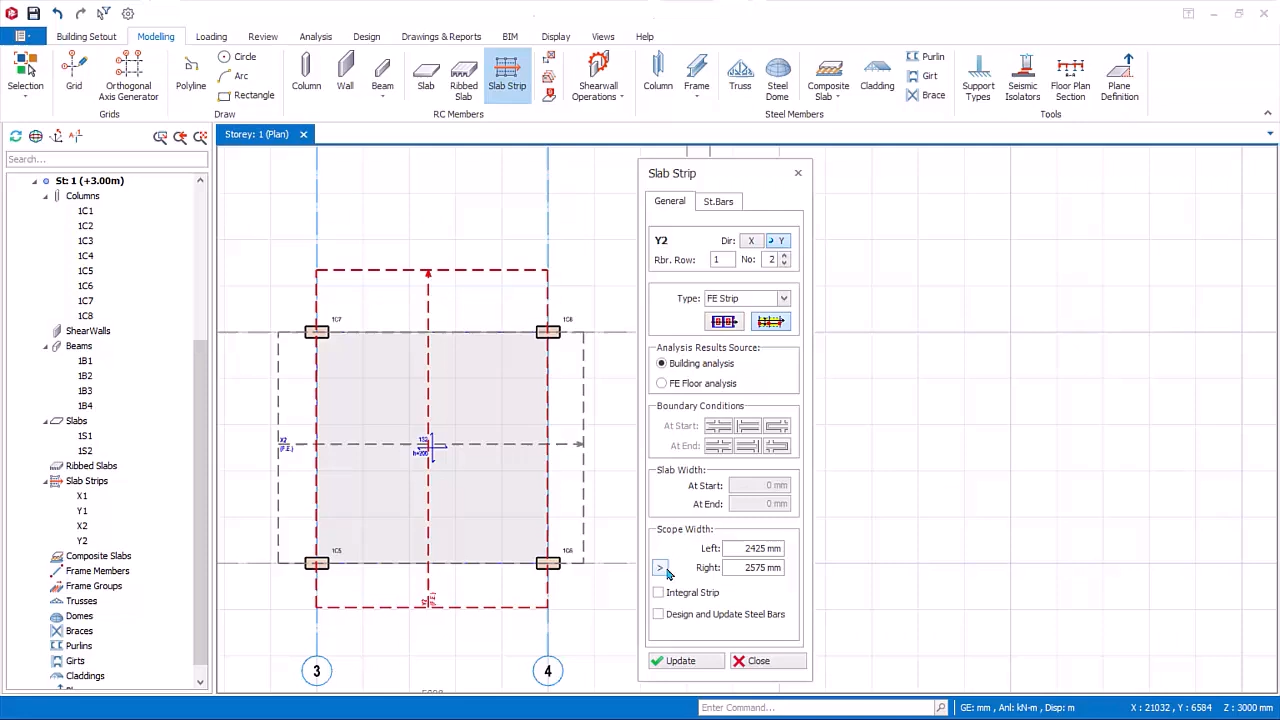 Building Setout Modelling Loading Review Analysis Design Drawings & Reports BIM Display Views Help
Selection
Grid
Orthogonal
Axis Generator
Grids
Polyline
Circle
Arc
Rectangle
Draw
Column
Wall
Beam
Slab
Ribbed
Slab
Slab Strip
RC Members
Shearwall
Operations
Column
Frame
Truss
Steel
Dome
Composite
Slab
Cladding
Purlin
Girt
Brace
Steel Members
Support
Types
Seismic
Isolators
Floor Plan
Section
Plane
Definition
Tools
Search...
St: 1 (+3.00m)
Columns
1C1
1C2
1C3
1C4
1C5
1C6
1C7
1C8
ShearWalls
Beams
1B1
1B2
1B3
1B4
Slabs
1S1
1S2
Ribbed Slabs
Slab Strips
X1
Y1
X2
Y2
Composite Slabs
Frame Members
Frame Groups
Trusses
Domes
Braces
Purlins
Girts
Claddings
Storey: 1 (Plan)
1C7
1C8
X2
(F.E.)
1S2
h=200
1C5
1C6
Y2
(F.E.)
3
4
Slab Strip
General St.Bars
Y2 Dir: X Y
Rbr. Row: 1 No: 2
Type: FE Strip
Analysis Results Source:
Building analysis
FE Floor analysis
Boundary Conditions
At Start:
At End:
Slab Width:
At Start: 0 mm
At End: 0 mm
Scope Width:
Left: 2425 mm
> Right: 2575 mm
Integral Strip
Design and Update Steel Bars
Update Close
Enter Command... GE: mm , Anl: kN-m , Disp: m X : 21032 , Y : 6584 Z : 3000 mm